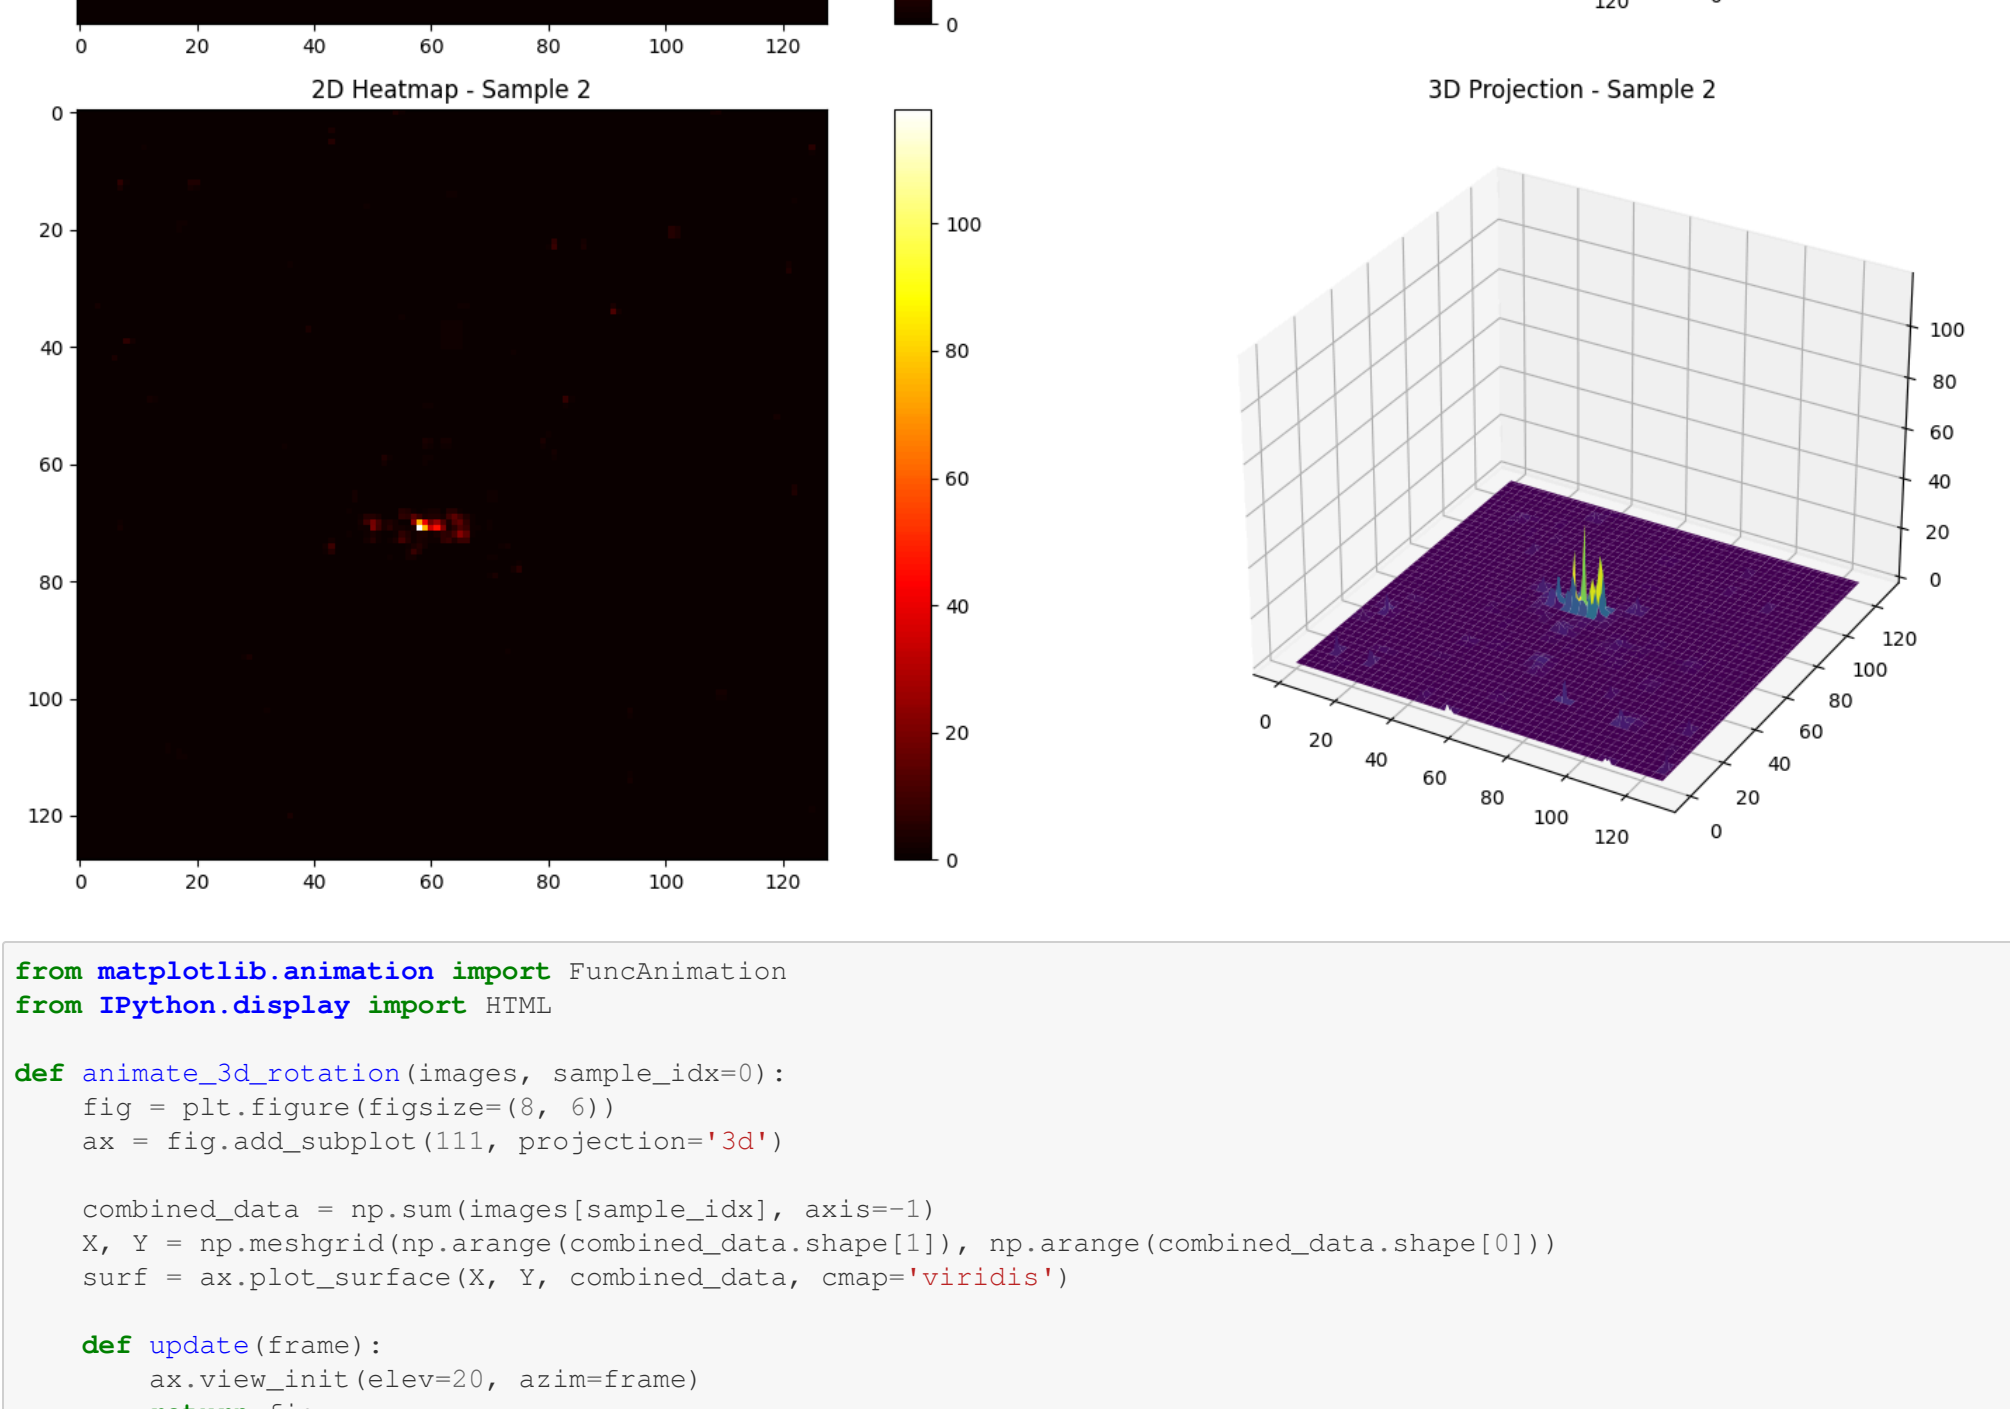 0
0 20 40 60 80 100 120
120
0
2D Heatmap - Sample 2
0
20
40
60
80
100
120
0 20 40 60 80 100 120
100
80
60
40
20
0
3D Projection - Sample 2
100
80
60
40
20
0
0
20
40
60
80
100
120
120
100
80
60
40
20
0
from matplotlib.animation import FuncAnimation
from IPython.display import HTML
def animate_3d_rotation(images, sample_idx=0):
    fig = plt.figure(figsize=(8, 6))
    ax = fig.add_subplot(111, projection='3d')
    combined_data = np.sum(images[sample_idx], axis=-1)
    X, Y = np.meshgrid(np.arange(combined_data.shape[1]), np.arange(combined_data.shape[0]))
    surf = ax.plot_surface(X, Y, combined_data, cmap='viridis')
    def update(frame):
        ax.view_init(elev=20, azim=frame)